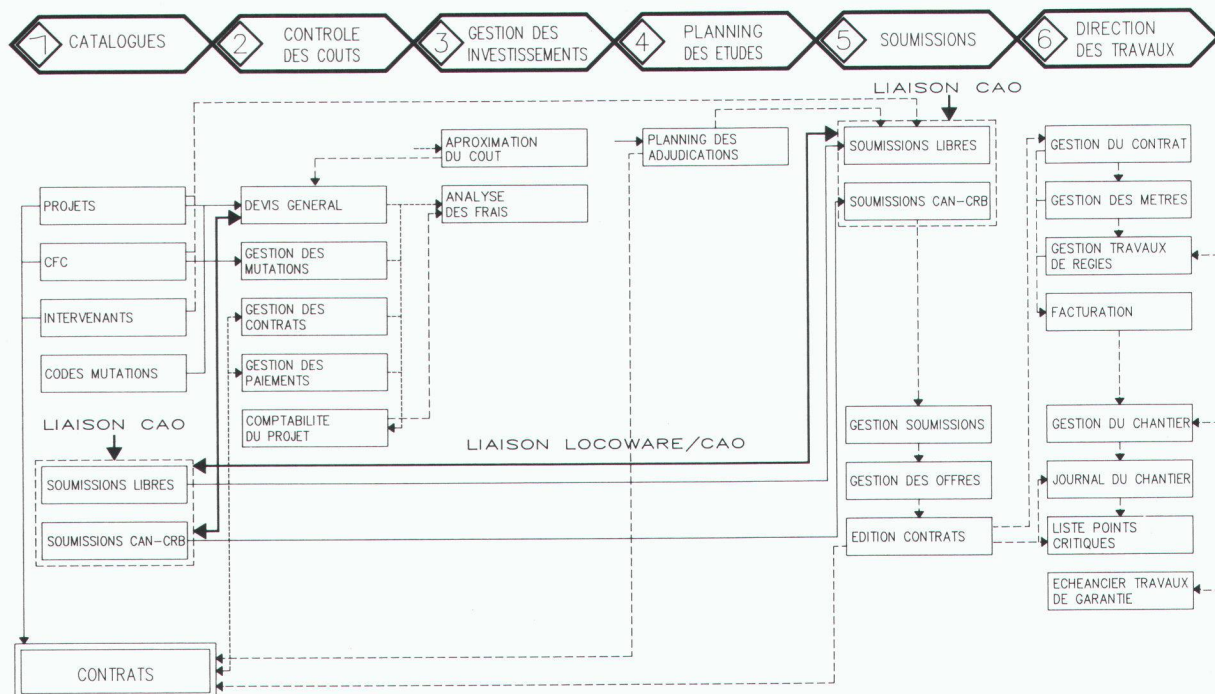 1 CATALOGUES
2 CONTROLE
DES COUTS
3 GESTION DES
INVESTISSEMENTS
4 PLANNING
DES ETUDES
5 SOUMISSIONS
6 DIRECTION
DES TRAVAUX
PROJETS
CFC
INTERVENANTS
CODES MUTATIONS
LIAISON CAO
SOUMISSIONS LIBRES
SOUMISSIONS CAN-CRB
CONTRATS
DEVIS GENERAL
GESTION DES
MUTATIONS
GESTION DES
CONTRATS
GESTION DES
PAIEMENTS
COMPTABILITE
DU PROJET
APROXIMATION
DU COUT
ANALYSE
DES FRAIS
LIAISON LOCOWARE/CAO
PLANNING DES
ADJUDICATIONS
LIAISON CAO
SOUMISSIONS LIBRES
SOUMISSIONS CAN-CRB
GESTION SOUMISSIONS
GESTION DES OFFRES
EDITION CONTRATS
GESTION DU CONTRAT
GESTION DES METRES
GESTION TRAVAUX
DE REGIES
FACTURATION
GESTION DU CHANTIER
JOURNAL DU CHANTIER
LISTE POINTS
CRITIQUES
ECHEANCIER TRAVAUX
DE GARANTIE